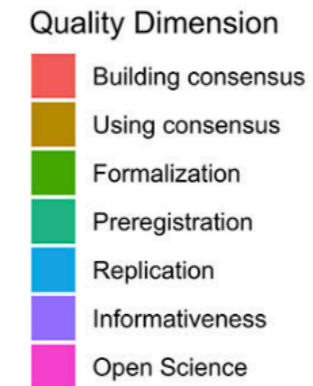 Quality Dimension
Building consensus
Using consensus
Formalization
Preregistration
Replication
Informativeness
Open Science